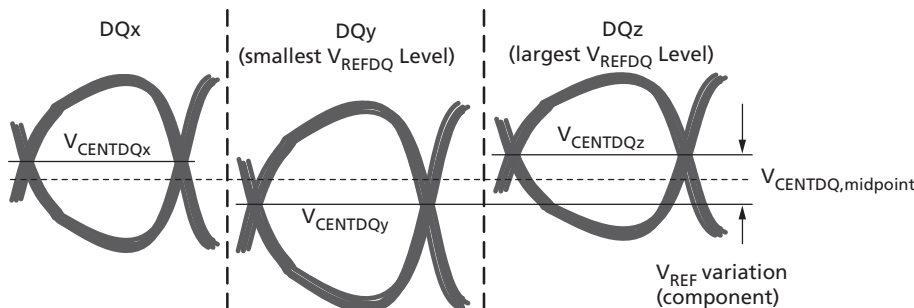 DQx
DQy
(smallest VREFDQ Level)
DQz
(largest VREFDQ Level)
VCENTDQx
VCENTDQy
VCENTDQz
VCENTDQ,midpoint
VREF variation
(component)